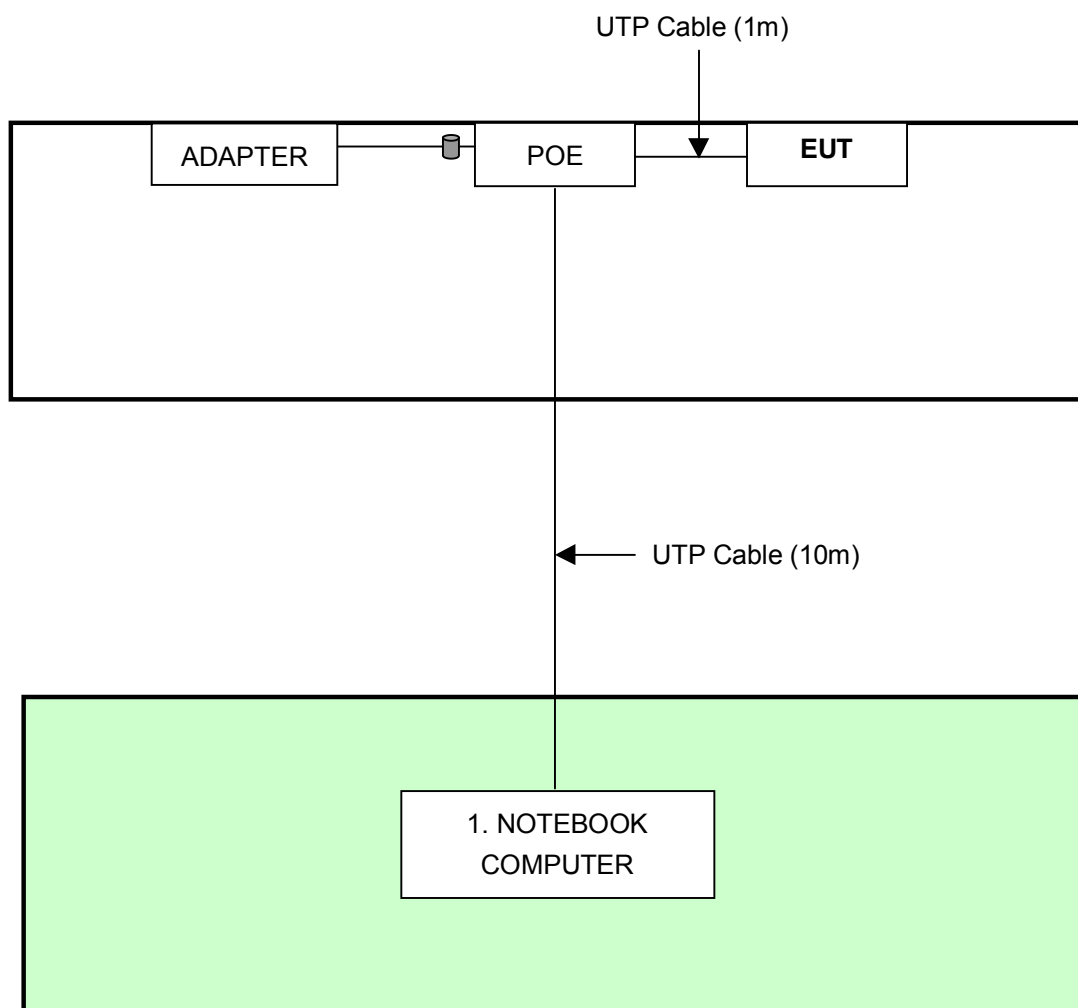 UTP Cable (1m)
ADAPTER
POE
EUT
UTP Cable (10m)
1. NOTEBOOK
COMPUTER